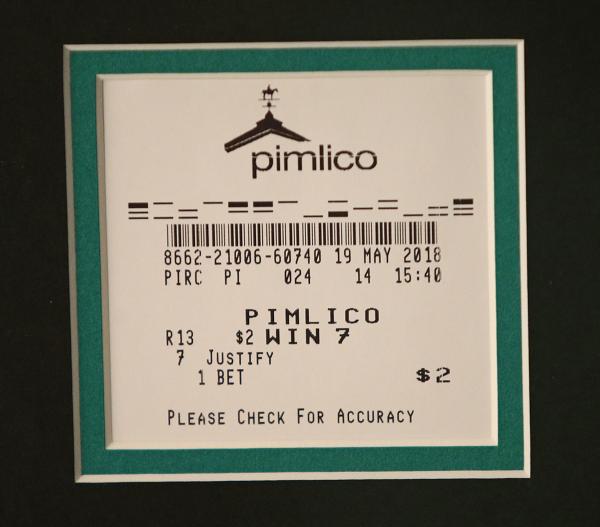 pimlico
8662-21006-60740 19 MAY 2018
PIRC PI 024 14 15:40
PIMLICO
R13 $2 WIN 7
7 JUSTIFY
1 BET $2
PLEASE CHECK FOR ACCURACY